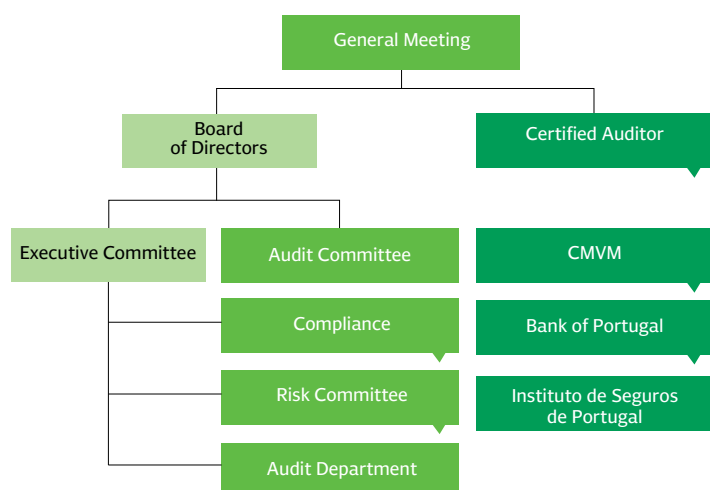 General Meeting
Board
of Directors
Certified Auditor
Executive Committee
Audit Committee
CMVM
Compliance
Bank of Portugal
Risk Committee
Instituto de Seguros
de Portugal
Audit Department